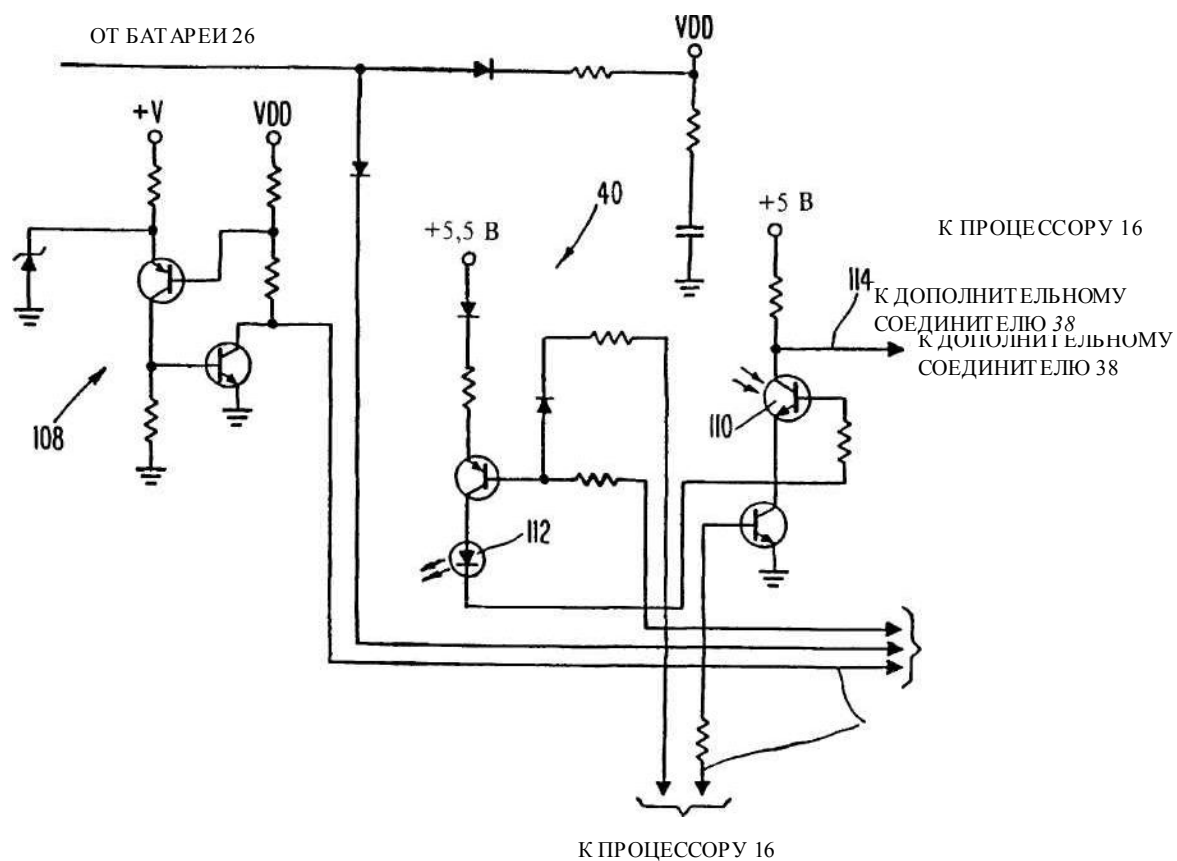 ОТ БАТАРЕИ 26
VDD
+V
VDD
40
+5,5 В
+5 В
К ПРОЦЕССОРУ 16
114
К ДОПОЛНИТЕЛЬНОМУ
СОЕДИНИТЕЛЮ 38
К ДОПОЛНИТЕЛЬНОМУ
СОЕДИНИТЕЛЮ 38
108
110
112
К ПРОЦЕССОРУ 16